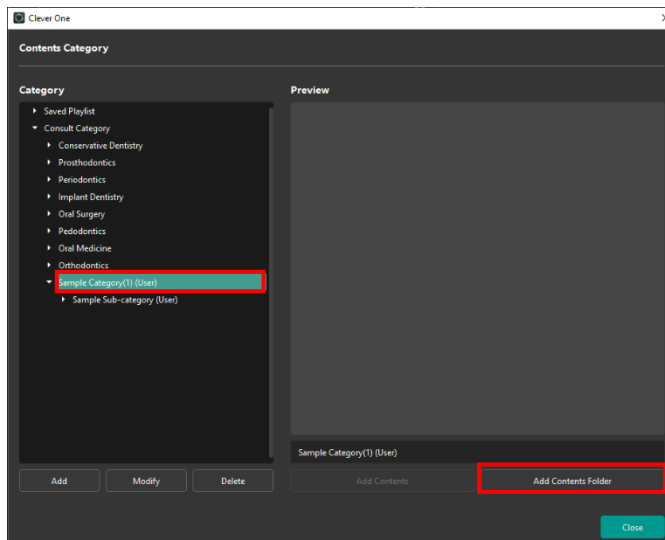 Clever One
Contents Category
Category
Preview
Saved Playlist
Consult Category
Conservative Dentistry
Prosthodontics
Periodontics
Implant Dentistry
Oral Surgery
Pedodontics
Oral Medicine
Orthodontics
Sample Category(1) (User)
Sample Sub-category (User)
Sample Category(1) (User)
Add
Modify
Delete
Add Contents
Add Contents Folder
Close